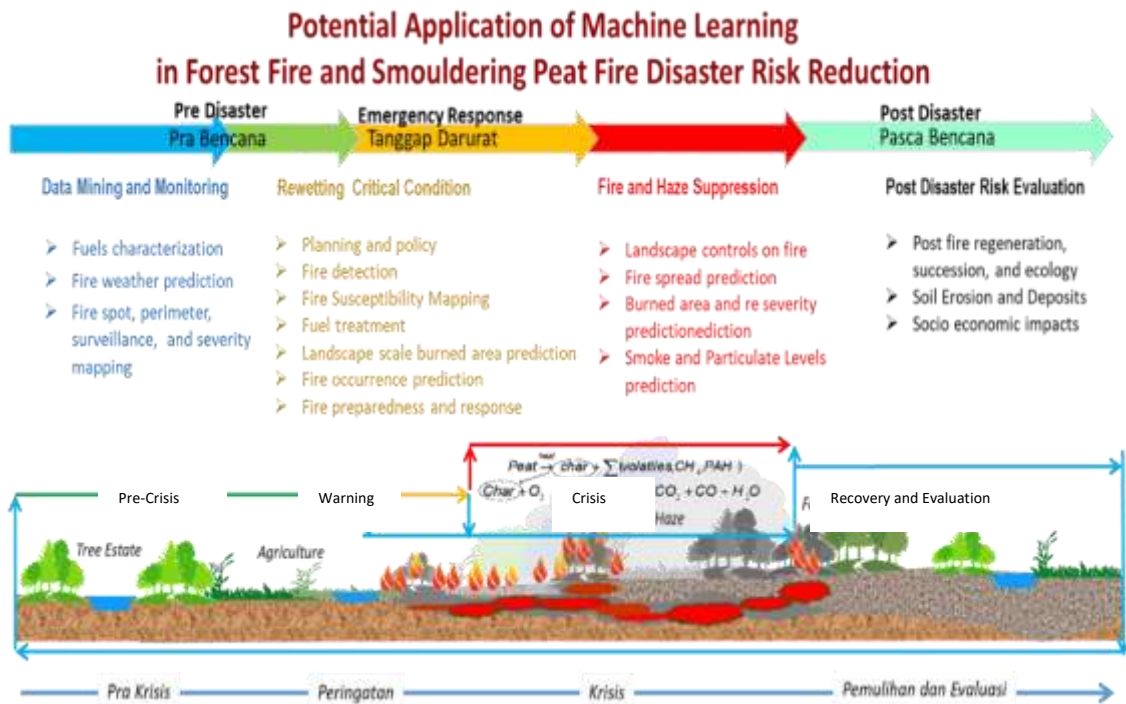 Potential Application of Machine Learning
in Forest Fire and Smouldering Peat Fire Disaster Risk Reduction
Pre Disaster
Pra Bencana
Emergency Response
Tanggap Darurat
Post Disaster
Pasca Bencana
Data Mining and Monitoring
➢ Fuels characterization
➢ Fire weather prediction
➢ Fire spot, perimeter,
surveillance, and severity
mapping
Rewetting Critical Condition
➢ Planning and policy
➢ Fire detection
➢ Fire Susceptibility Mapping
➢ Fuel treatment
➢ Landscape scale burned area prediction
➢ Fire occurrence prediction
➢ Fire preparedness and response
Fire and Haze Suppression
➢ Landscape controls on fire
➢ Fire spread prediction
➢ Burned area and re severity
predictionediction
➢ Smoke and Particulate Levels
prediction
Post Disaster Risk Evaluation
➢ Post fire regeneration,
succession, and ecology
➢ Soil Erosion and Deposits
➢ Socio economic impacts
Peat → char + ∑(volatiles, CH₄, PAH)
Char + O₂
CO₂ + CO + H₂O
Pre-Crisis
Warning
Crisis
Recovery and Evaluation
Haze
Tree Estate
Agriculture
Pra Krisis
Peringatan
Krisis
Pemulihan dan Evaluasi